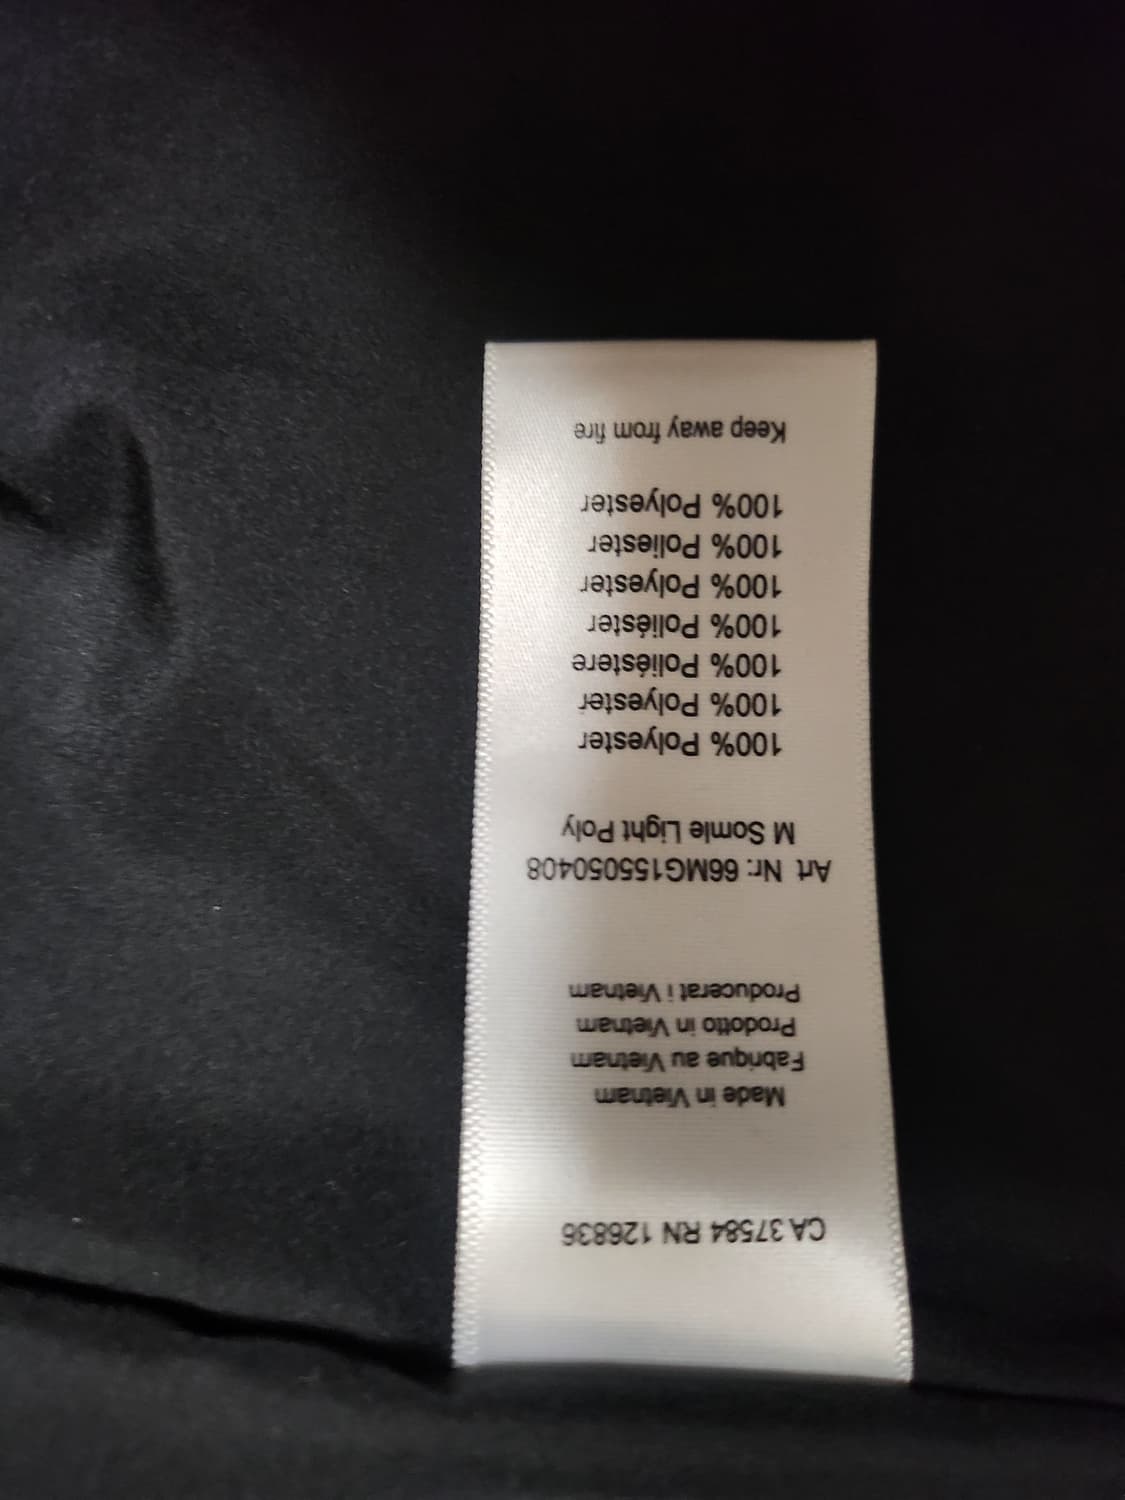 CA 37584 RN 126836
Made in Vietnam
Fabrique au Vietnam
Prodotto in Vietnam
Producerat i Vietnam
Art Nr: 66MG155050408
M Somle Light Poly
100% Polyester
100% Polyester
100% Poliéstere
100% Poliéster
100% Polyester
100% Poliester
100% Polyester
Keep away from fire